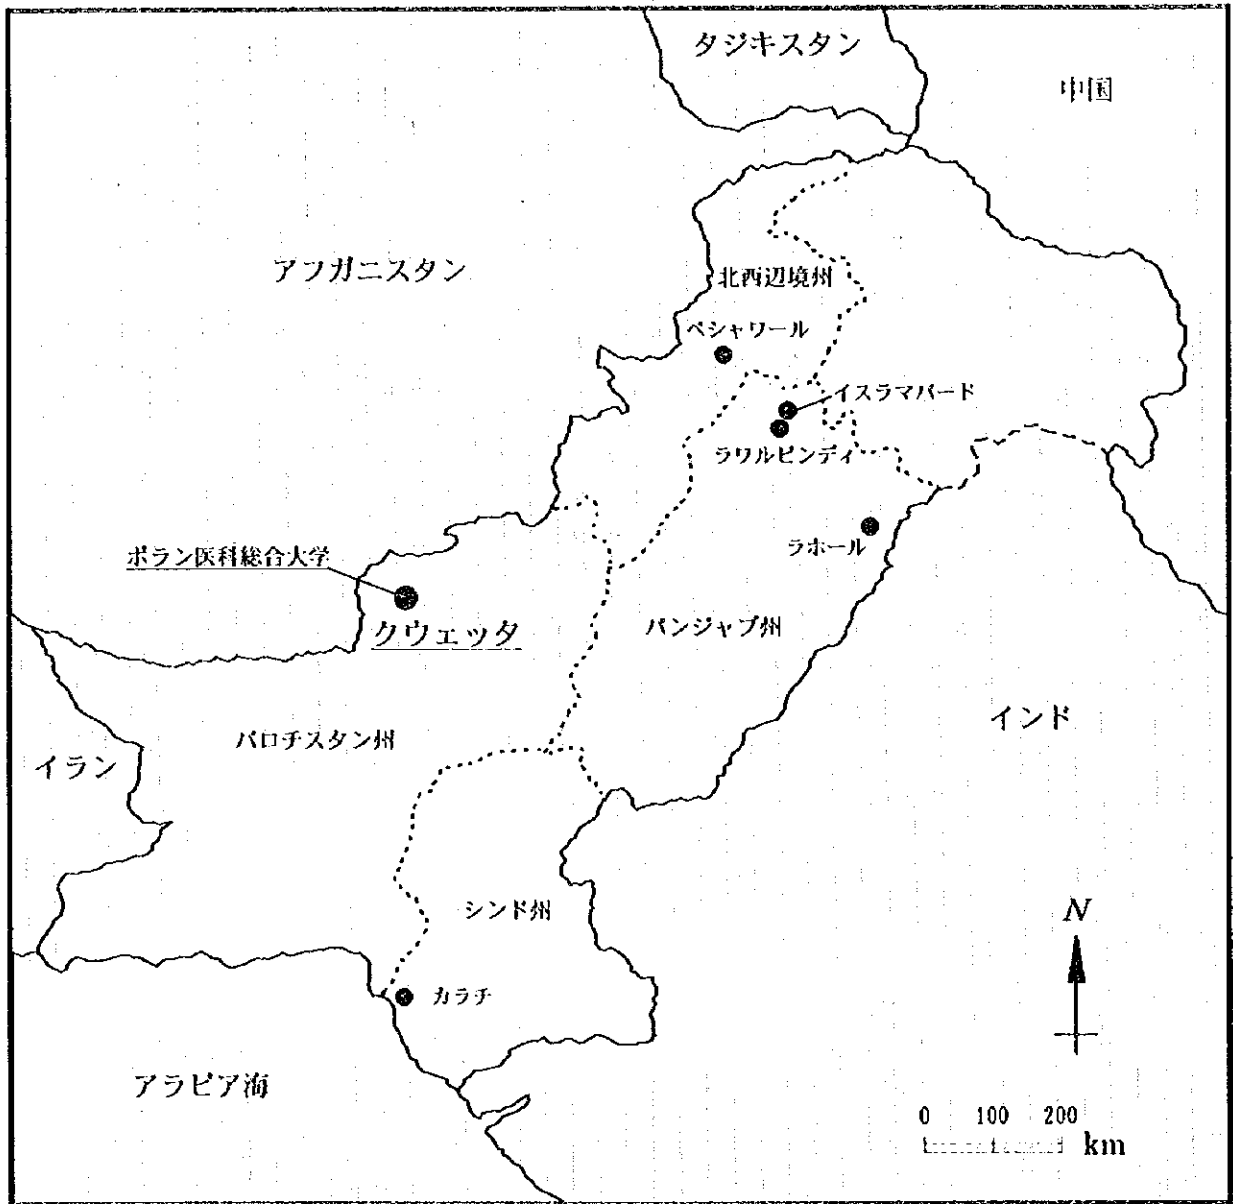 タジキスタン
中国
アフガニスタン
北西辺境州
ペシャワール
イスラマバード
ラワルピンディ
ラホール
ボラン医科総合大学
クウェッタ
パンジャブ州
インド
バロチスタン州
イラン
シンド州
N
カラチ
アラビア海
0 100 200
km